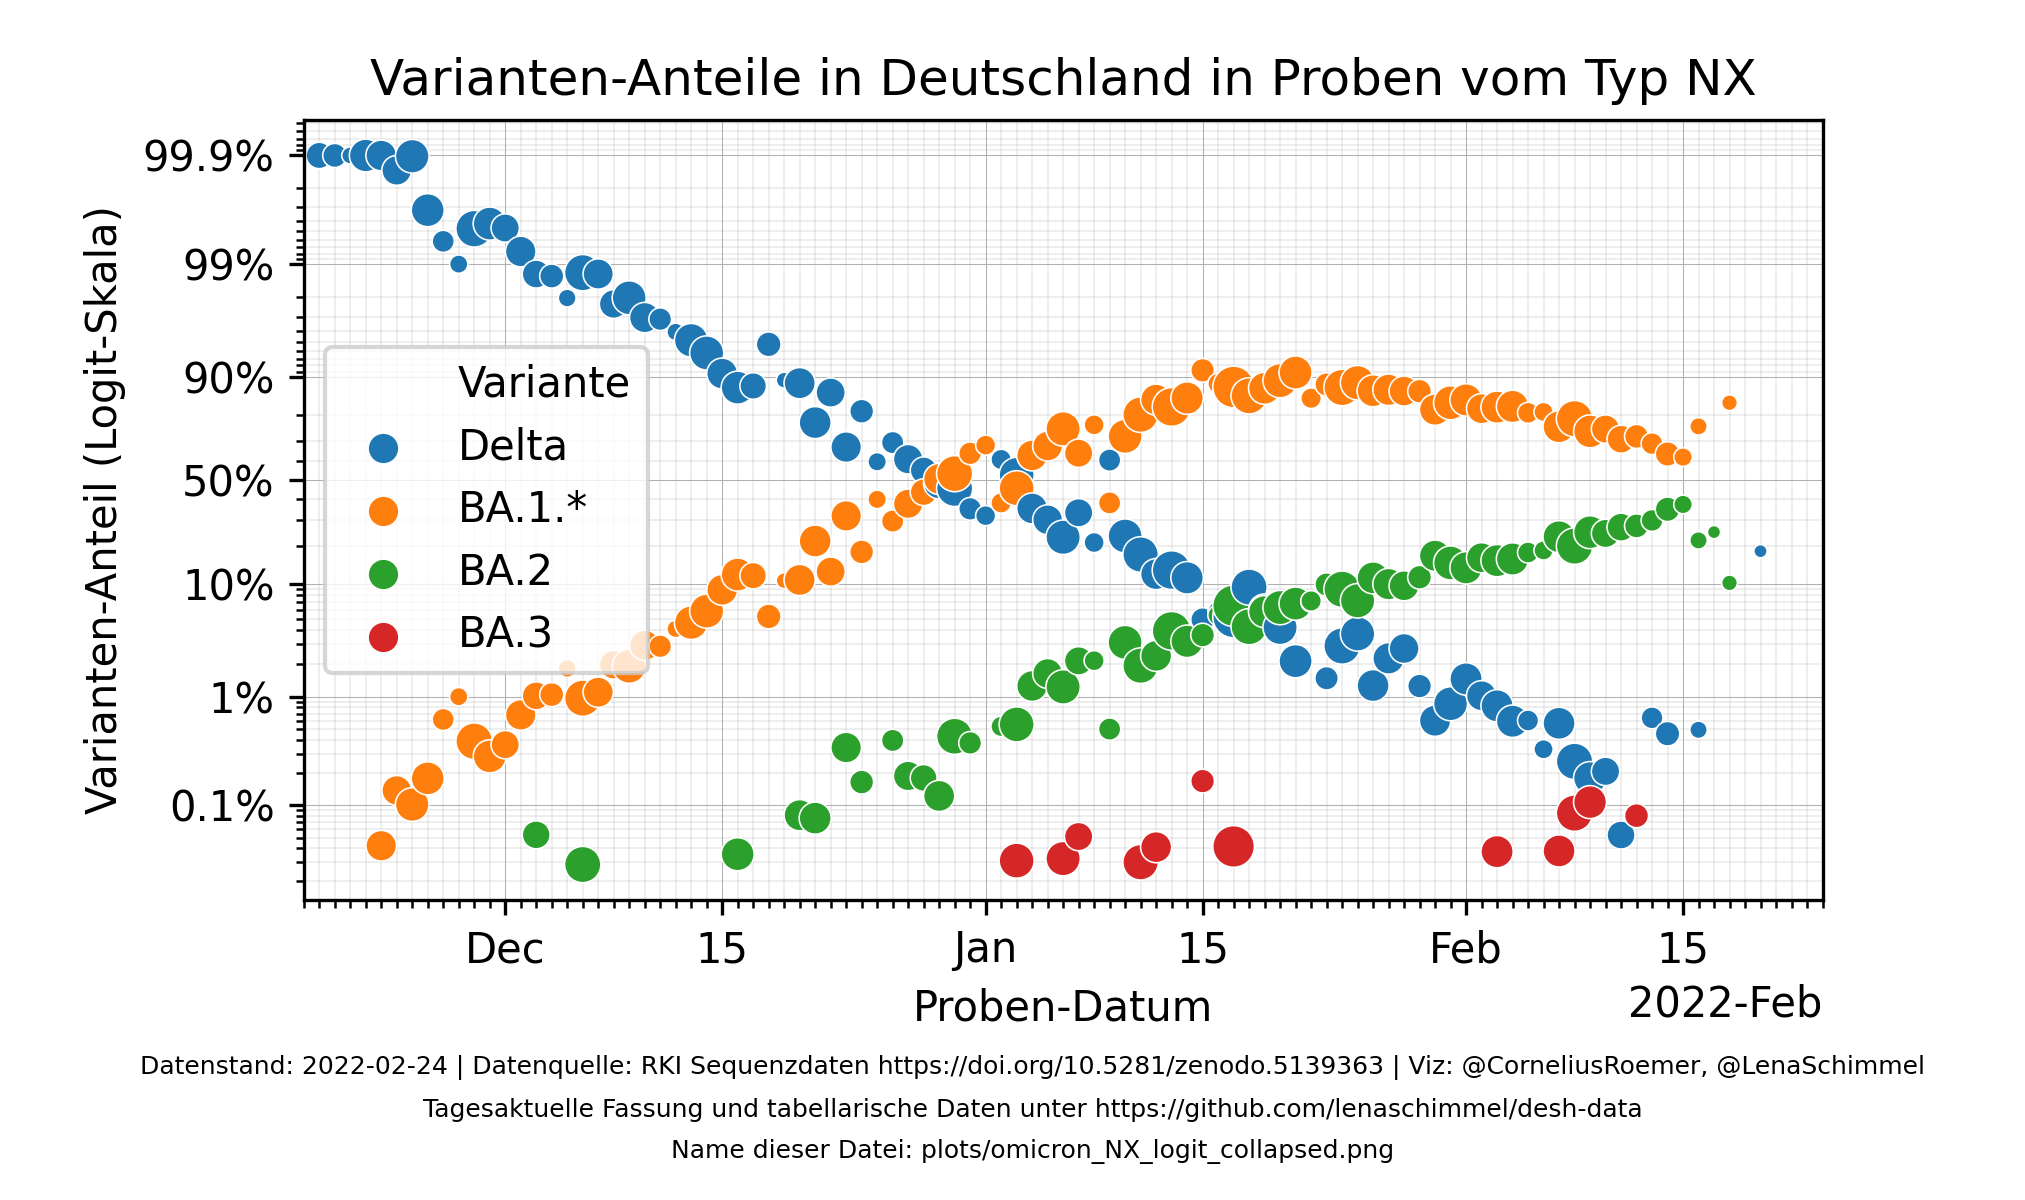 Varianten-Anteile in Deutschland in Proben vom Typ NX
Varianten-Anteil (Logit-Skala)
99.9%
99%
90%
50%
10%
1%
0.1%
Variante
Delta
BA.1.*
BA.2
BA.3
Dec
15
Jan
15
Feb
15
Proben-Datum
2022-Feb
Datenstand: 2022-02-24 | Datenquelle: RKI Sequenzdaten https://doi.org/10.5281/zenodo.5139363 | Viz: @CorneliusRoemer, @LenaSchimmel
Tagesaktuelle Fassung und tabellarische Daten unter https://github.com/lenaschimmel/desh-data
Name dieser Datei: plots/omicron_NX_logit_collapsed.png